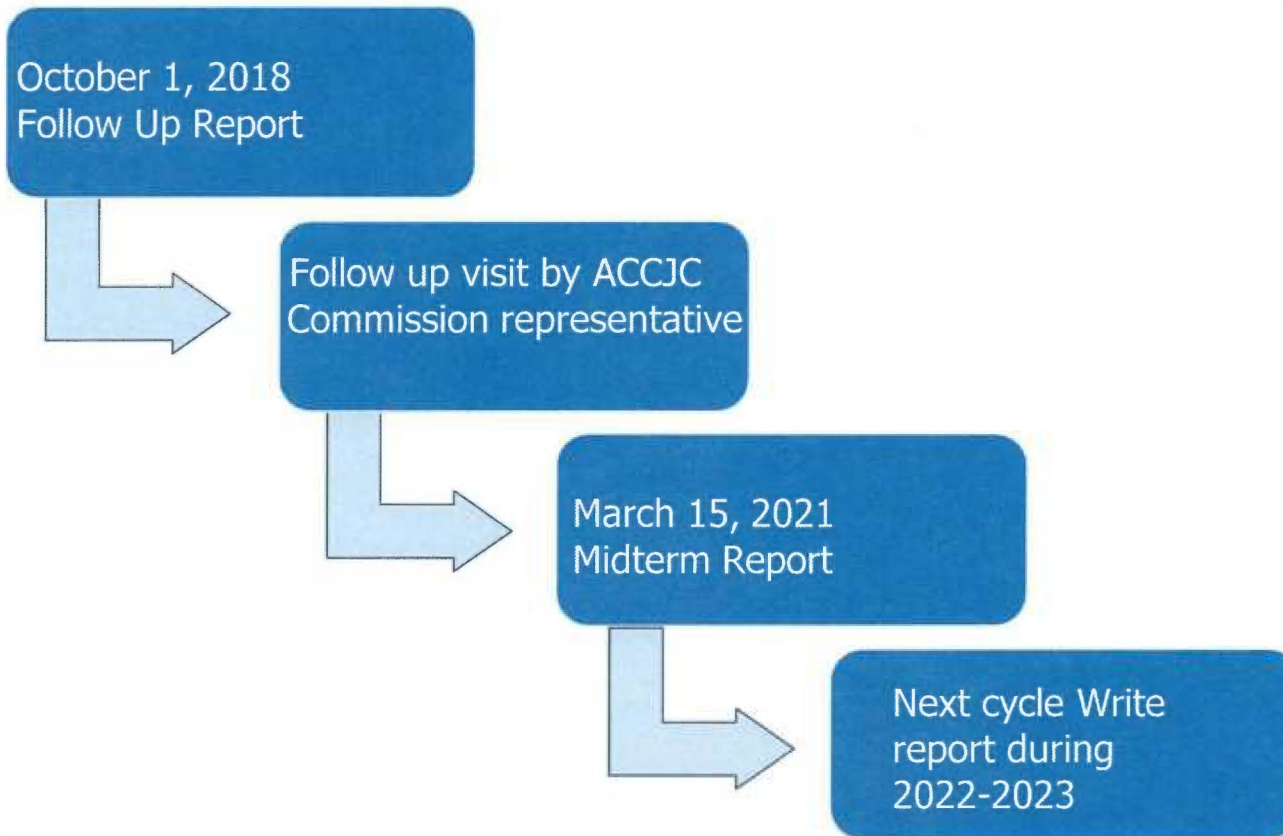 October 1, 2018
Follow Up Report
Follow up visit by ACCJC
Commission representative
March 15, 2021
Midterm Report
Next cycle Write
report during
2022-2023